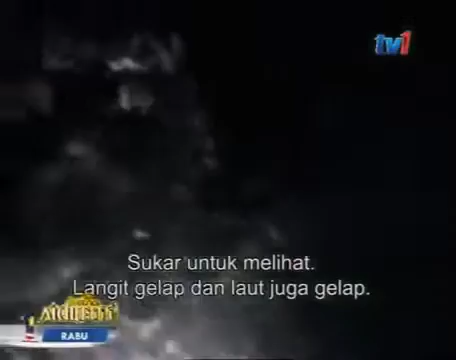 tv1
Sukar untuk melihat.
Langit gelap dan laut juga gelap.
RABU